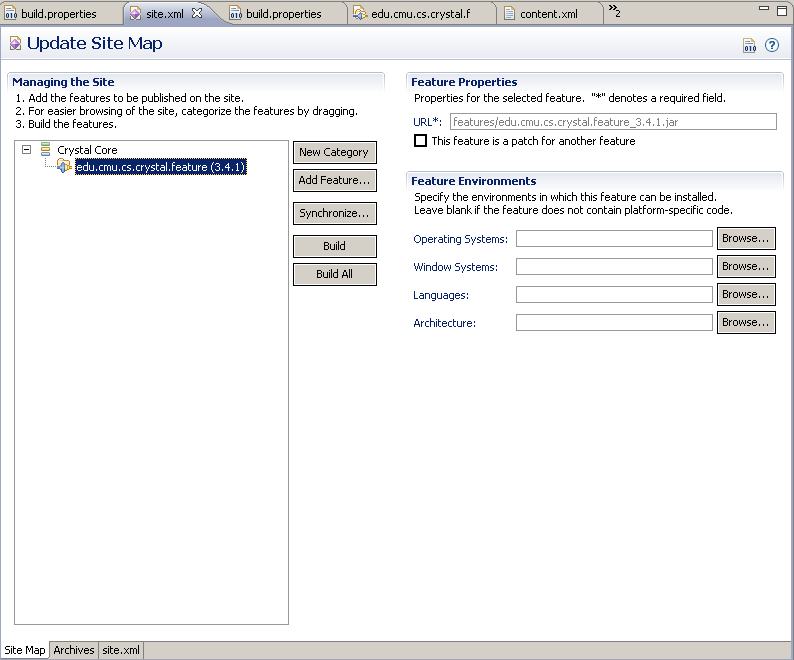 build.properties
site.xml
build.properties
edu.cmu.cs.crystal.f
content.xml
»2
Update Site Map
Managing the Site
1. Add the features to be published on the site.
2. For easier browsing of the site, categorize the features by dragging.
3. Build the features.
Crystal Core
edu.cmu.cs.crystal.feature (3.4.1)
New Category
Add Feature...
Synchronize...
Build
Build All
Feature Properties
Properties for the selected feature. "*" denotes a required field.
URL*: features/edu.cmu.cs.crystal.feature_3.4.1.jar
This feature is a patch for another feature
Feature Environments
Specify the environments in which this feature can be installed.
Leave blank if the feature does not contain platform-specific code.
Operating Systems: Browse...
Window Systems: Browse...
Languages: Browse...
Architecture: Browse...
Site Map Archives site.xml